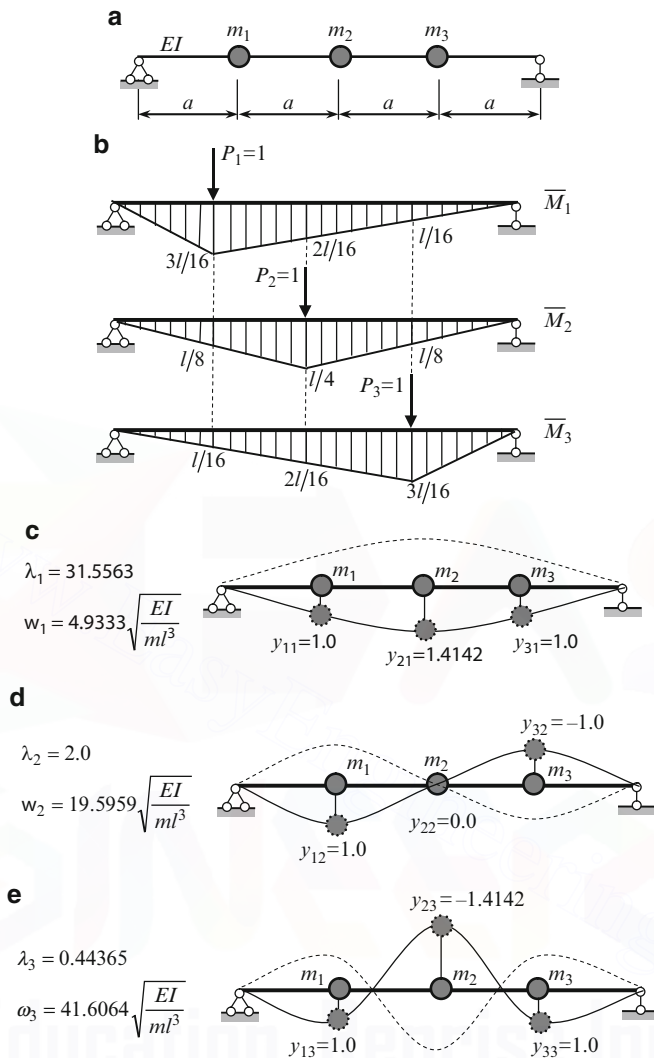 a
EI m₁ m₂ m₃
a a a a
b
P₁=1
M̅₁
3l/16 2l/16 l/16
P₂=1
M̅₂
l/8 l/4 l/8
P₃=1
M̅₃
l/16 2l/16 3l/16
c
λ₁ = 31.5563
w₁ = 4.9333√(EI/ml³)
m₁ m₂ m₃
y₁₁=1.0 y₂₁=1.4142 y₃₁=1.0
d
y₃₂=–1.0
λ₂ = 2.0
w₂ = 19.5959√(EI/ml³)
m₁ m₂ m₃
y₁₂=1.0 y₂₂=0.0
e
y₂₃=–1.4142
λ₃ = 0.44365
ω₃ = 41.6064√(EI/ml³)
m₁ m₂ m₃
y₁₃=1.0 y₃₃=1.0